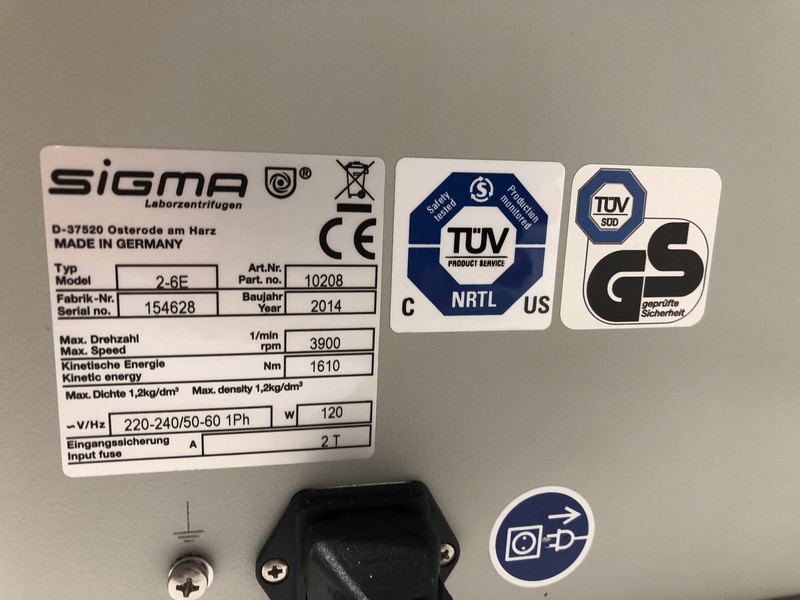 SIGMA ®
Laborzentrifugen
D-37520 Osterode am Harz
MADE IN GERMANY
CE
Typ
Model
2-6E
Art.Nr.
Part. no.
10208
Fabrik-Nr.
Serial no.
154628
Baujahr
Year
2014
Max. Drehzahl
Max. Speed
1/min
rpm
3900
Kinetische Energie
Kinetic energy
Nm
1610
Max. Dichte 1,2kg/dm³ Max. density 1,2kg/dm³
~V/Hz
220-240/50-60 1Ph
W
120
Eingangssicherung
Input fuse
A
2 T
Safety
tested
S
Production
monitored
TÜV
PRODUCT SERVICE
NRTL
C
US
TÜV
SÜD
GS
geprüfte
Sicherheit